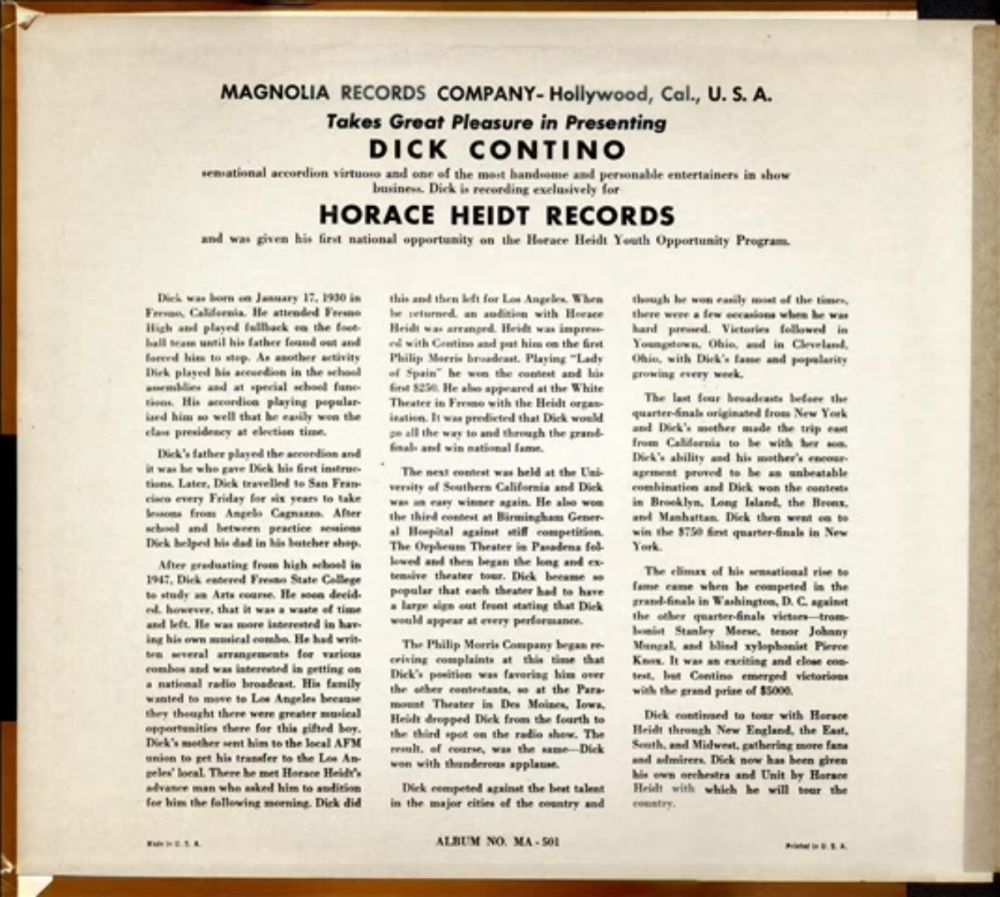 MAGNOLIA RECORDS COMPANY- Hollywood, Cal., U. S. A.
Takes Great Pleasure in Presenting
DICK CONTINO
sensational accordion virtuoso and one of the most handsome and personable entertainers in show
business. Dick is recording exclusively for
HORACE HEIDT RECORDS
and was given his first national opportunity on the Horace Heidt Youth Opportunity Program.
Dick was born on January 17, 1930 in
Fresno, California. He attended Fresno
High and played fullback on the foot-
ball team until his father found out and
forced him to stop. As another activity
Dick played his accordion in the school
assemblies and at special school func-
tions. His accordion playing popular-
ized him so well that he easily won the
class presidency at election time.
Dick's father played the accordion and
it was he who gave Dick his first instruc-
tions. Later, Dick travelled to San Fran-
cisco every Friday for six years to take
lessons from Angelo Cagnazzo. After
school and between practice sessions
Dick helped his dad in his butcher shop.
After graduating from high school in
1947, Dick entered Fresno State College
to study an Arts course. He soon decid-
ed, however, that it was a waste of time
and left. He was more interested in hav-
ing his own musical combo. He had writ-
ten several arrangements for various
combos and was interested in getting on
a national radio broadcast. His family
wanted to move to Los Angeles because
they thought there were greater musical
opportunities there for this gifted boy.
Dick's mother sent him to the local AFM
union to get his transfer to the Los An-
geles' local. There he met Horace Heidt's
advance man who asked him to audition
for him the following morning. Dick did
this and then left for Los Angeles. When
he returned, an audition with Horace
Heidt was arranged. Heidt was impress-
ed with Contino and put him on the first
Philip Morris broadcast. Playing "Lady
of Spain" he won the contest and his
first $250. He also appeared at the White
Theater in Fresno with the Heidt organ-
ization. It was predicted that Dick would
go all the way to and through the grand-
finals and win national fame.
The next contest was held at the Uni-
versity of Southern California and Dick
was an easy winner again. He also won
the third contest at Birmingham Gener-
al Hospital against stiff competition.
The Orpheum Theater in Pasadena fol-
lowed and then began the long and ex-
tensive theater tour. Dick became so
popular that each theater had to have
a large sign out front stating that Dick
would appear at every performance.
The Philip Morris Company began re-
ceiving complaints at this time that
Dick's position was favoring him over
the other contestants, so at the Para-
mount Theater in Des Moines, Iowa,
Heidt dropped Dick from the fourth to
the third spot on the radio show. The
result, of course, was the same—Dick
won with thunderous applause.
Dick competed against the best talent
in the major cities of the country and
though he won easily most of the times,
there were a few occasions when he was
hard pressed. Victories followed in
Youngstown, Ohio, and in Cleveland,
Ohio, with Dick's fame and popularity
growing every week.
The last four broadcasts before the
quarter-finals originated from New York
and Dick's mother made the trip east
from California to be with her son.
Dick's ability and his mother's encour-
agement proved to be an unbeatable
combination and Dick won the contests
in Brooklyn, Long Island, the Bronx,
and Manhattan. Dick then went on to
win the $750 first quarter-finals in New
York.
The climax of his sensational rise to
fame came when he competed in the
grand-finals in Washington, D. C. against
the other quarter-finals victors—trom-
bonist Stanley Morse, tenor Johnny
Mungal, and blind xylophonist Pierce
Knox. It was an exciting and close con-
test, but Contino emerged victorious
with the grand prize of $5000.
Dick continued to tour with Horace
Heidt through New England, the East,
South, and Midwest, gathering more fans
and admirers. Dick now has been given
his own orchestra and Unit by Horace
Heidt with which he will tour the
country.
Made in U. S. A.
ALBUM NO. MA - 501
Printed in U. S. A.